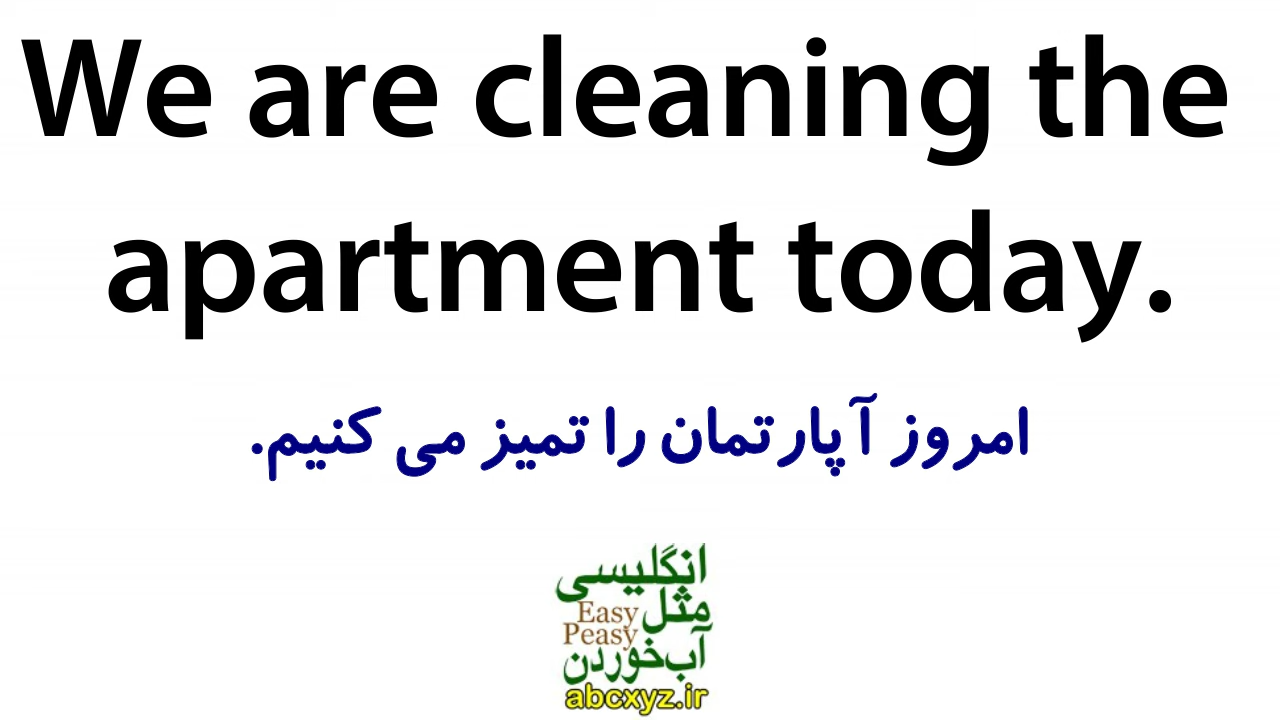 We are cleaning the
apartment today.
امروز آپارتمان را تمیز می کنیم.
انگلیسی
مثل
Easy
Peasy
آب‌خوردن
abcxyz.ir